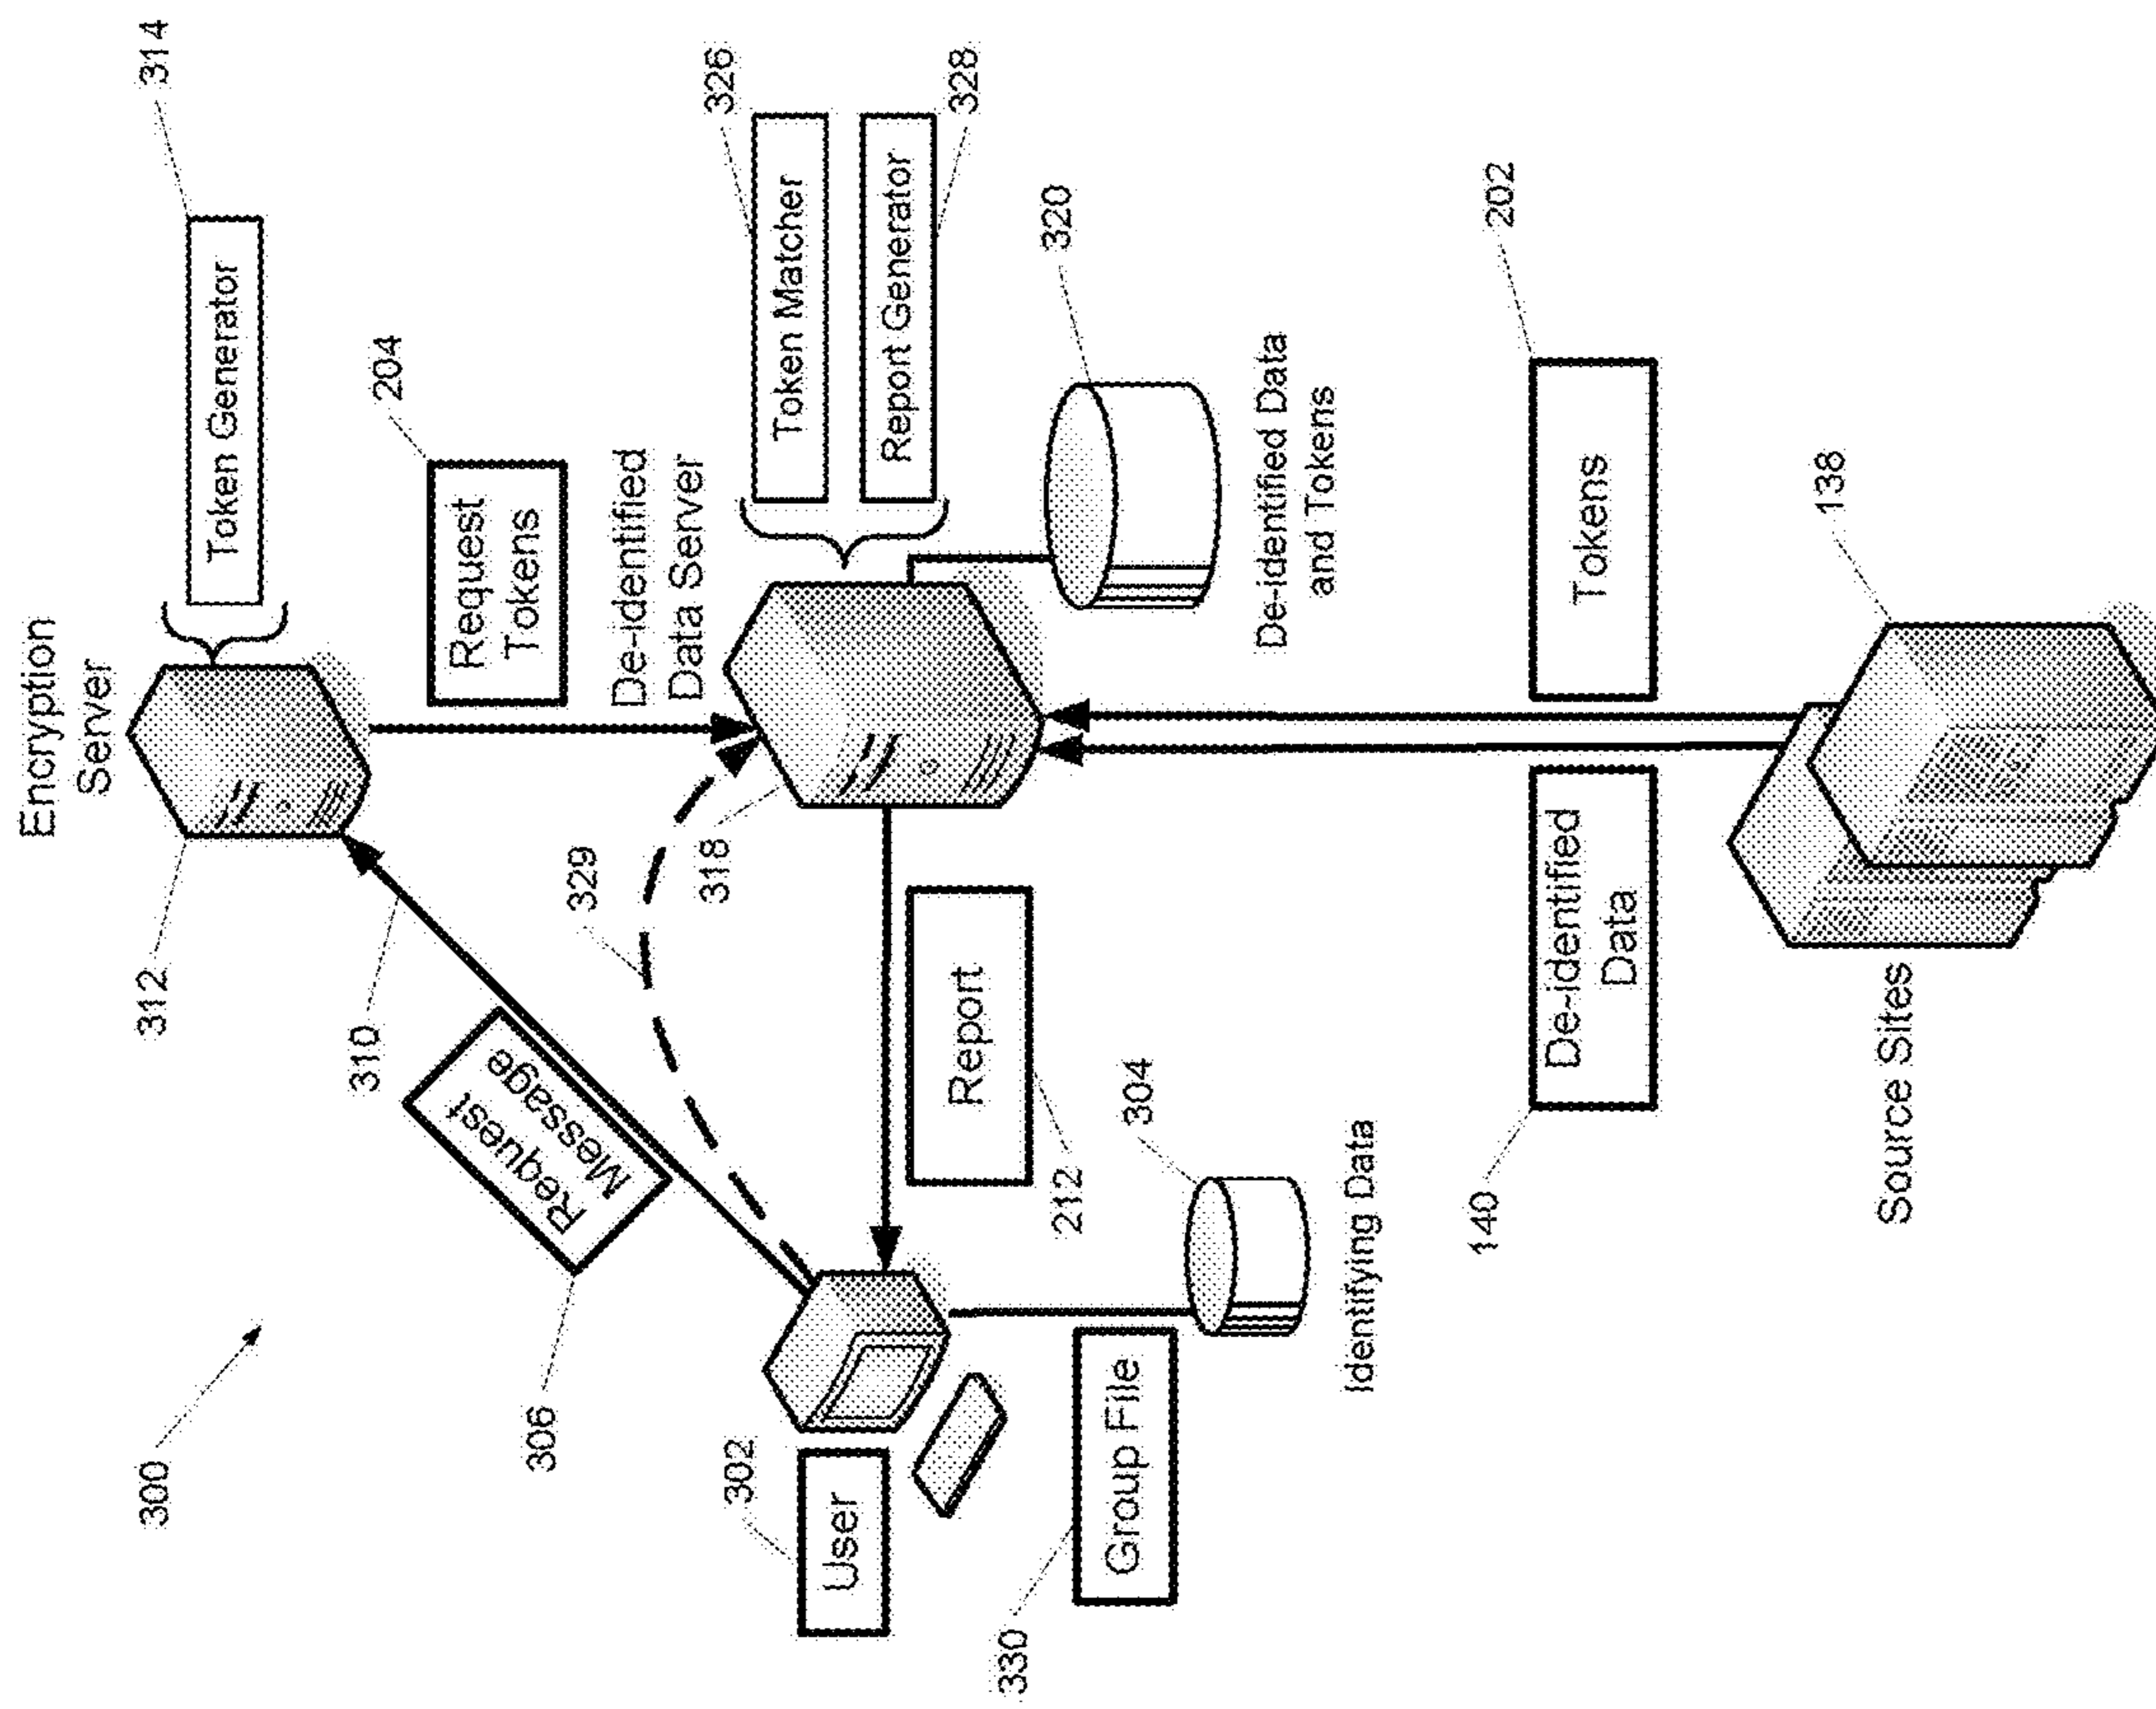 300
Encryption
Server
312
314
Token Generator
310
306
Request
Message
204
Request
Tokens
329
302
User
318
De-identified
Data Server
326
Token Matcher
Report Generator
328
Report
212
320
De-identified Data
and Tokens
330
Group File
304
Identifying Data
140
De-identified
Data
202
Tokens
138
Source Sites